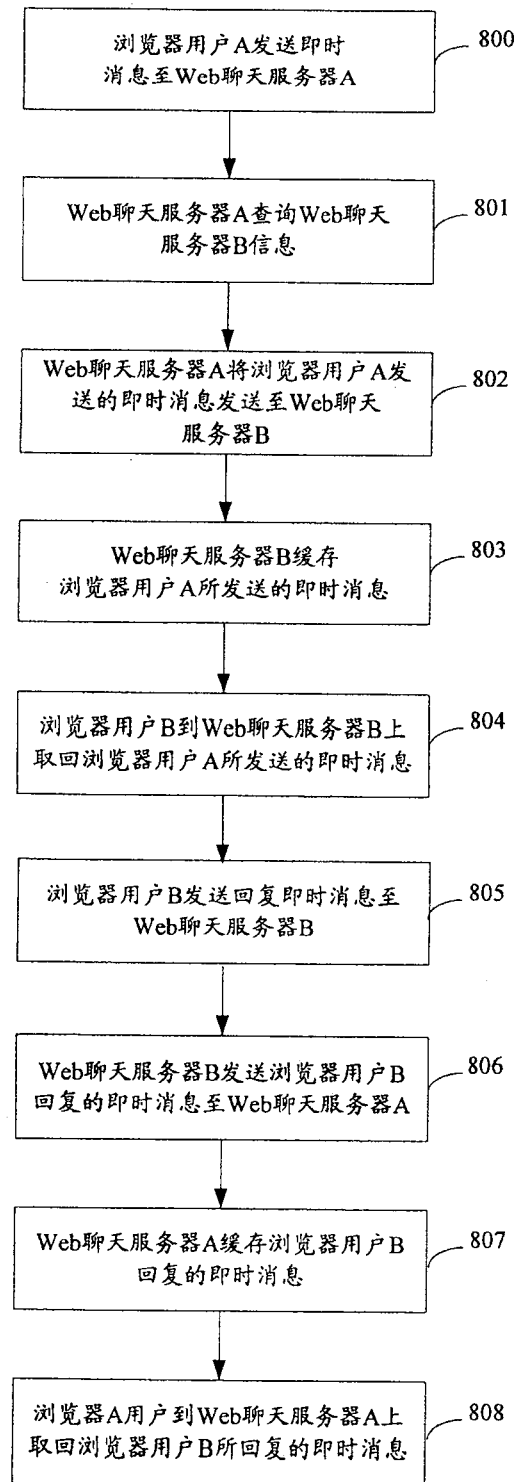 浏览器用户A发送即时
消息至Web聊天服务器A
800
Web聊天服务器A查询Web聊天
服务器B信息
801
Web聊天服务器A将浏览器用户A发
送的即时消息发送至Web聊天
服务器B
802
Web聊天服务器B缓存
浏览器用户A所发送的即时消息
803
浏览器用户B到Web聊天服务器B上
取回浏览器用户A所发送的即时消息
804
浏览器用户B发送回复即时消息至
Web聊天服务器B
805
Web聊天服务器B发送浏览器用户B
回复的即时消息至Web聊天服务器A
806
Web聊天服务器A缓存浏览器用户B
回复的即时消息
807
浏览器A用户到Web聊天服务器A上
取回浏览器用户B所回复的即时消息
808